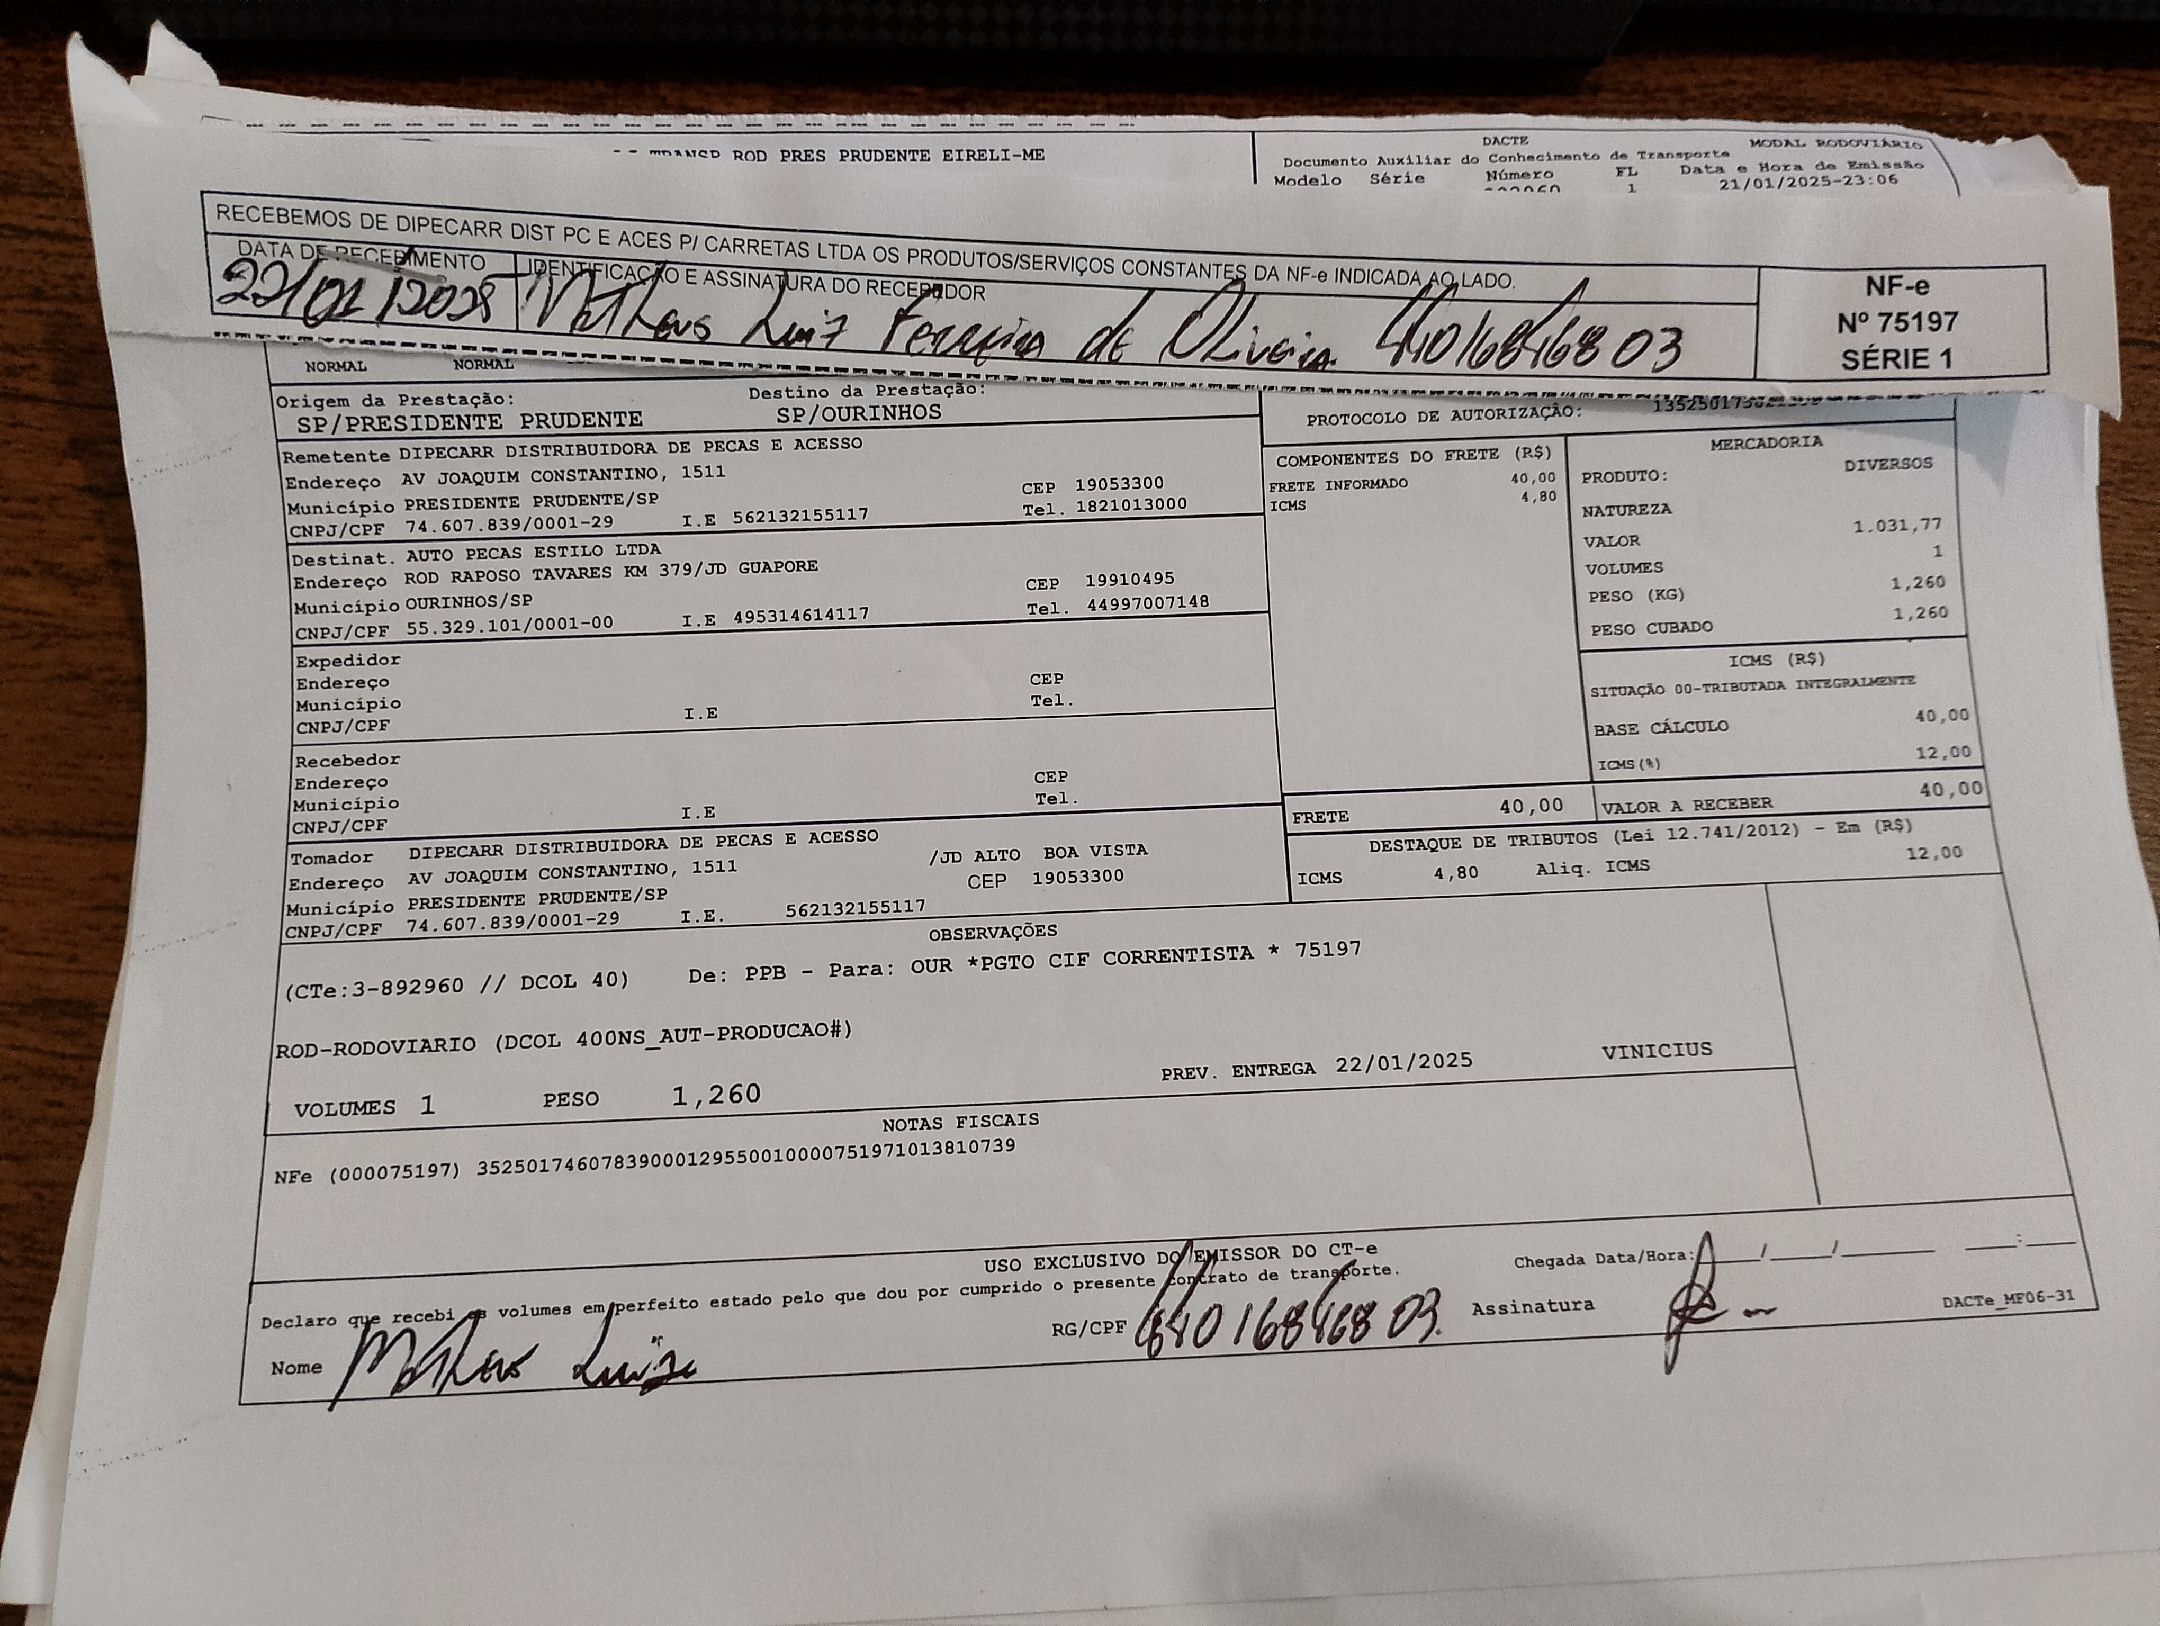 ROD PRES PRUDENTE EIRELI-ME
DACTE MODAL RODOVIÁRIO
Documento Auxiliar do Conhecimento de Transporte
Modelo Série Número FL Data e Hora de Emissão
1 21/01/2025-23:06
RECEBEMOS DE DIPECARR DIST PC E ACES P/ CARRETAS LTDA OS PRODUTOS/SERVIÇOS CONSTANTES DA NF-e INDICADA AO LADO.
DATA DE RECEBIMENTO IDENTIFICAÇÃO E ASSINATURA DO RECEBEDOR
22/01/2025 Matheus Luiz Ferreira de Oliveira 44016846803
NF-e
Nº 75197
SÉRIE 1
NORMAL NORMAL
Origem da Prestação: Destino da Prestação:
SP/PRESIDENTE PRUDENTE SP/OURINHOS
PROTOCOLO DE AUTORIZAÇÃO:
Remetente DIPECARR DISTRIBUIDORA DE PECAS E ACESSO
Endereço AV JOAQUIM CONSTANTINO, 1511
Município PRESIDENTE PRUDENTE/SP CEP 19053300
CNPJ/CPF 74.607.839/0001-29 I.E 562132155117 Tel. 1821013000
Destinat. AUTO PECAS ESTILO LTDA
Endereço ROD RAPOSO TAVARES KM 379/JD GUAPORE
Município OURINHOS/SP CEP 19910495
CNPJ/CPF 55.329.101/0001-00 I.E 495314614117 Tel. 44997007148
Expedidor
Endereço
Município CEP
CNPJ/CPF I.E Tel.
Recebedor
Endereço
Município CEP
CNPJ/CPF I.E Tel.
Tomador DIPECARR DISTRIBUIDORA DE PECAS E ACESSO
Endereço AV JOAQUIM CONSTANTINO, 1511 /JD ALTO BOA VISTA
Município PRESIDENTE PRUDENTE/SP CEP 19053300
CNPJ/CPF 74.607.839/0001-29 I.E. 562132155117
COMPONENTES DO FRETE (R$)
FRETE INFORMADO 40,00
ICMS 4,80
MERCADORIA
PRODUTO: DIVERSOS
NATUREZA
VALOR 1.031,77
VOLUMES 1
PESO (KG) 1,260
PESO CUBADO 1,260
ICMS (R$)
SITUAÇÃO 00-TRIBUTADA INTEGRALMENTE
BASE CÁLCULO 40,00
ICMS(%) 12,00
FRETE 40,00 VALOR A RECEBER 40,00
DESTAQUE DE TRIBUTOS (Lei 12.741/2012) - Em (R$)
ICMS 4,80 Aliq. ICMS 12,00
OBSERVAÇÕES
(CTe:3-892960 // DCOL 40) De: PPB - Para: OUR *PGTO CIF CORRENTISTA * 75197
ROD-RODOVIARIO (DCOL 400NS_AUT-PRODUCAO#)
VOLUMES 1 PESO 1,260 PREV. ENTREGA 22/01/2025 VINICIUS
NOTAS FISCAIS
NFe (000075197) 35250174607839000129550010000751971013810739
USO EXCLUSIVO DO EMISSOR DO CT-e
Declaro que recebi os volumes em perfeito estado pelo que dou por cumprido o presente contrato de transporte.
Chegada Data/Hora: ____/____/______ ____:____
Nome Matheus Luiz RG/CPF 44016846803. Assinatura
DACTe_MF06-31